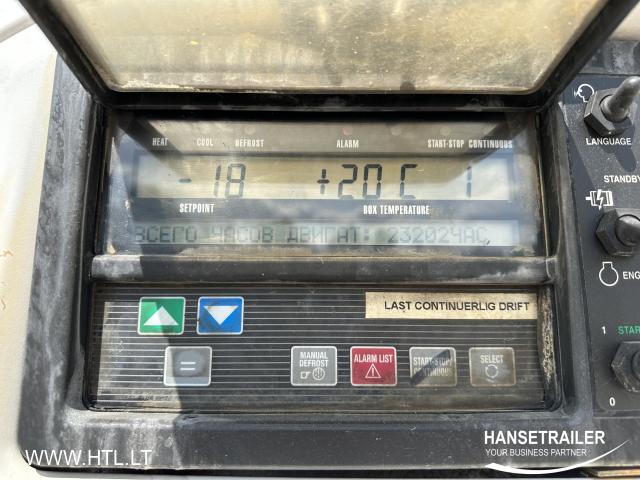 HEAT COOL DEFROST ALARM START-STOP CONTINUOUS
-18 +20 C 1
SETPOINT BOX TEMPERATURE
ВСЕГО ЧАСОВ ДВИГАТ: 23202ЧАС,
LAST CONTINUERLIG DRIFT
=
MANUAL DEFROST
ALARM LIST
START-STOP CONTINUOUS
SELECT
LANGUAGE
STANDBY
ENG
1 STAR
0
WWW.HTL.LT
HANSETRAILER
YOUR BUSINESS PARTNER